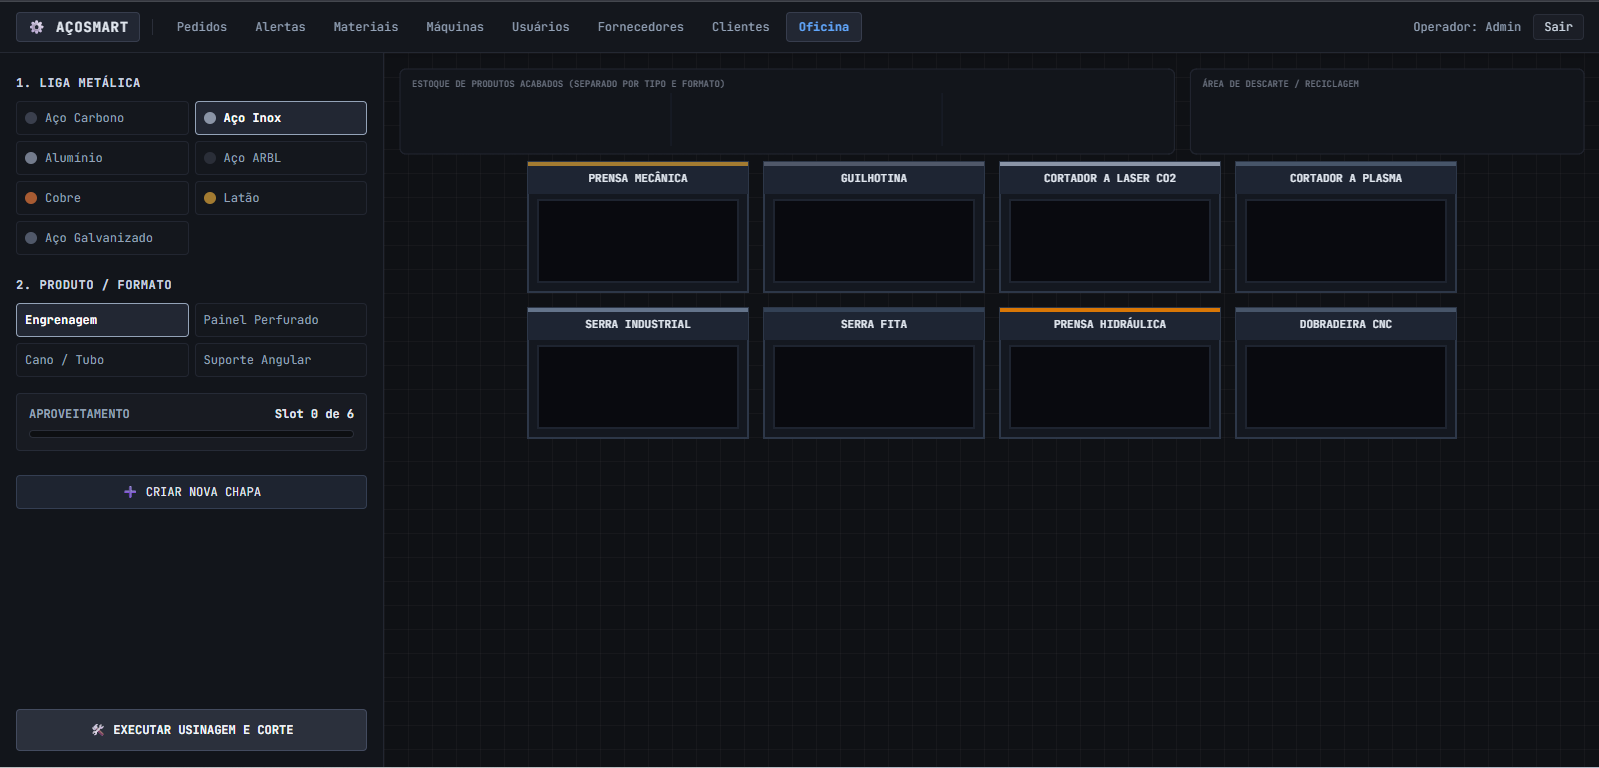 AÇOSMART Pedidos Alertas Materiais Máquinas Usuários Fornecedores Clientes Oficina Operador: Admin Sair
1. LIGA METÁLICA
Aço Carbono Aço Inox
Alumínio Aço ARBL
Cobre Latão
Aço Galvanizado
2. PRODUTO / FORMATO
Engrenagem Painel Perfurado
Cano / Tubo Suporte Angular
APROVEITAMENTO Slot 0 de 6
CRIAR NOVA CHAPA
EXECUTAR USINAGEM E CORTE
ESTOQUE DE PRODUTOS ACABADOS (SEPARADO POR TIPO E FORMATO) ÁREA DE DESCARTE / RECICLAGEM
PRENSA MECÂNICA GUILHOTINA CORTADOR A LASER CO2 CORTADOR A PLASMA
SERRA INDUSTRIAL SERRA FITA PRENSA HIDRÁULICA DOBRADEIRA CNC